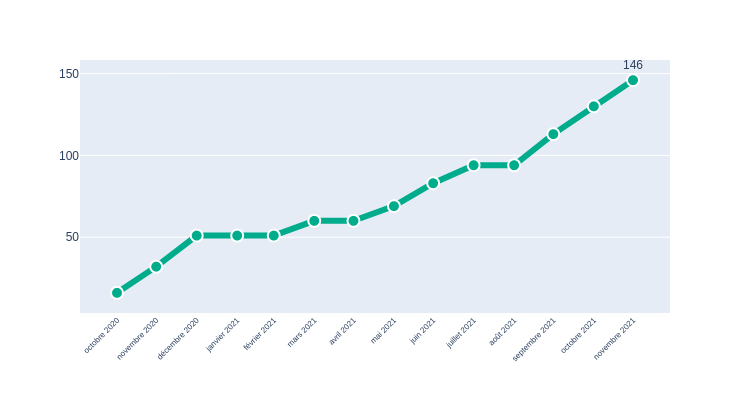 146
150
100
50
octobre 2020
novembre 2020
décembre 2020
janvier 2021
février 2021
mars 2021
avril 2021
mai 2021
juin 2021
juillet 2021
août 2021
septembre 2021
octobre 2021
novembre 2021